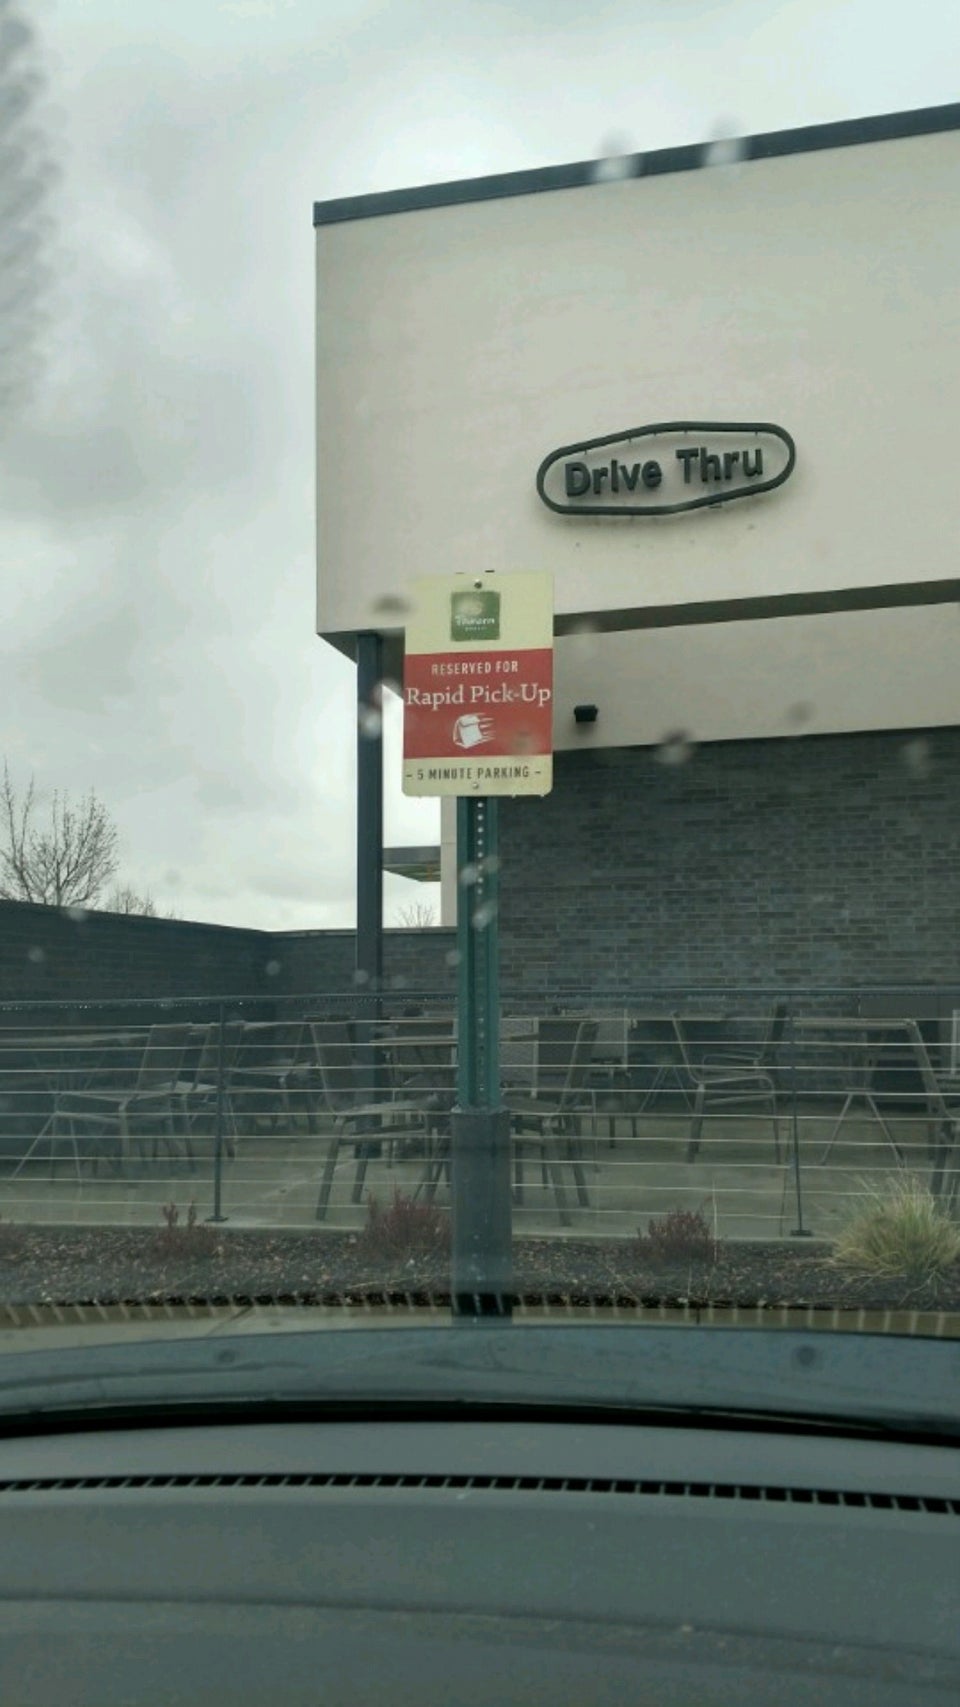 Drive Thru
RESERVED FOR
Rapid Pick-Up
- 5 MINUTE PARKING -